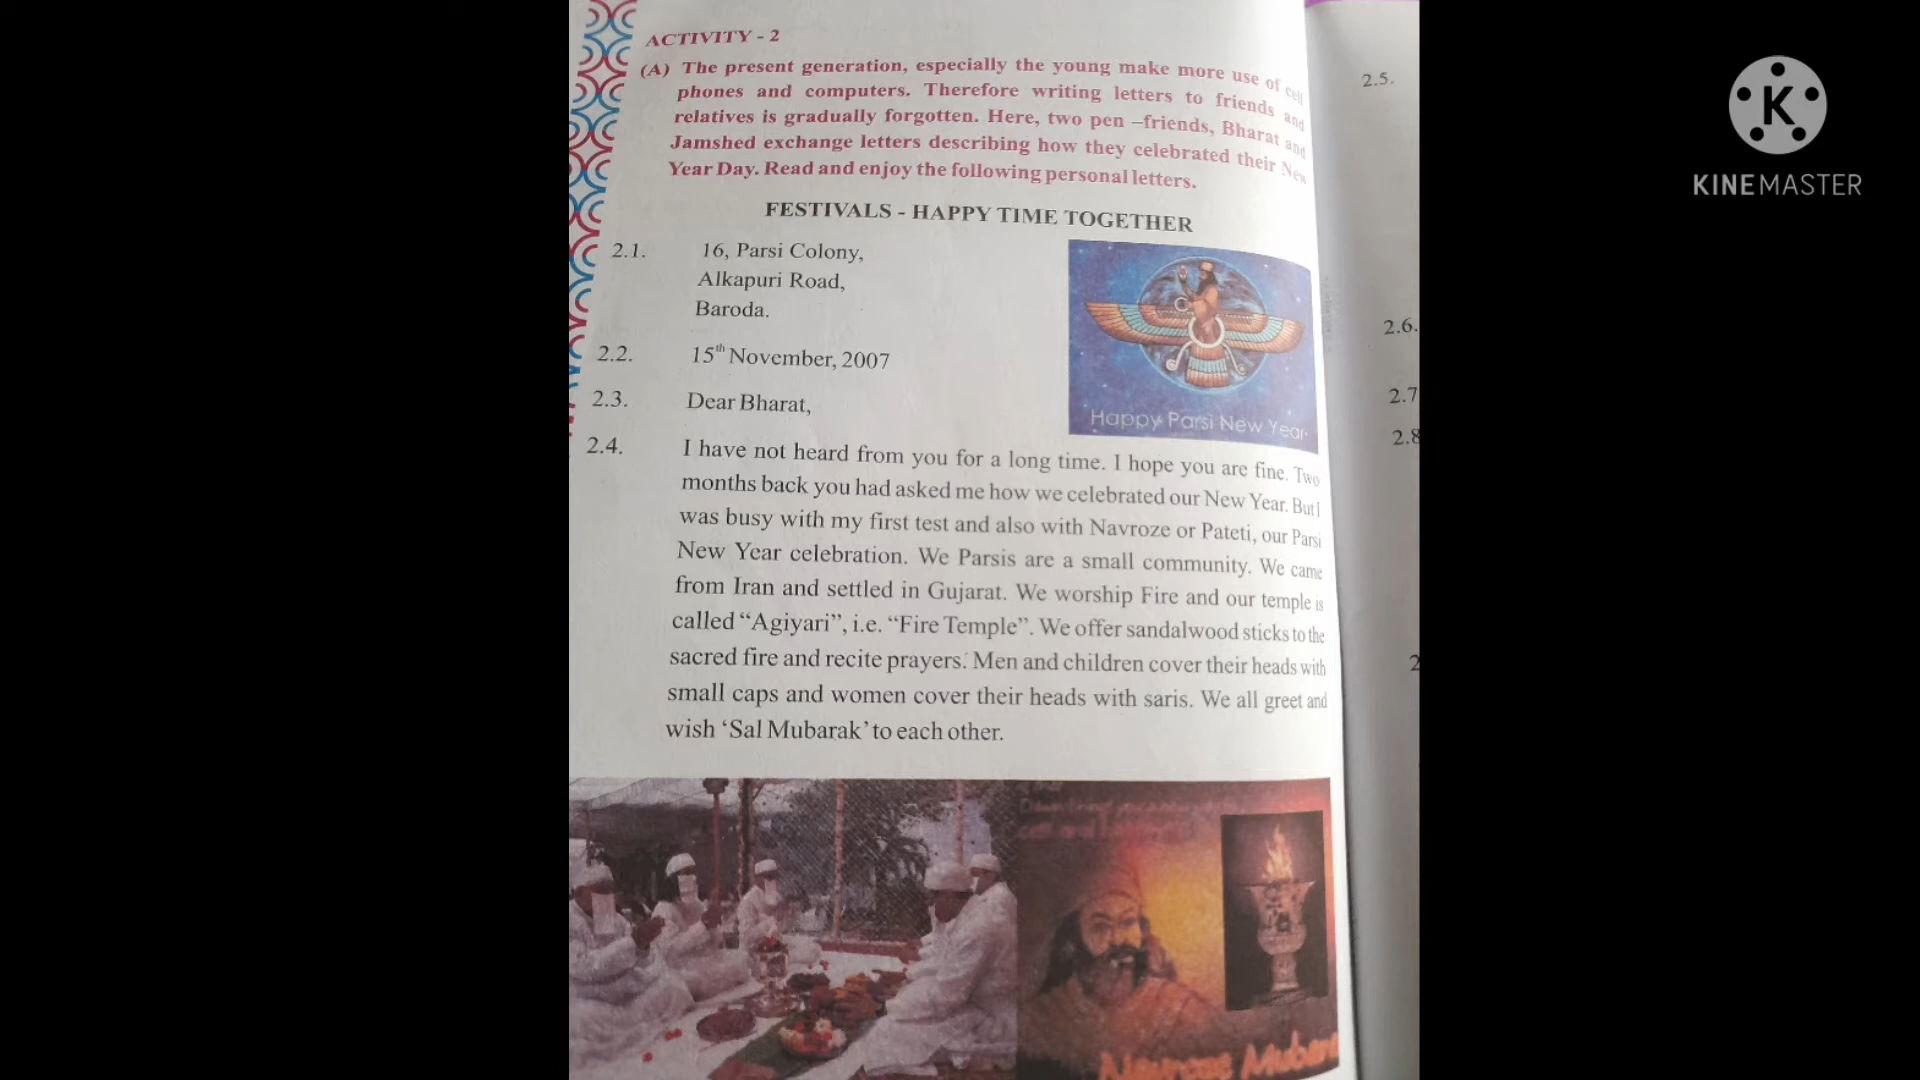 ACTIVITY - 2
(A) The present generation, especially the young make more use of cell
phones and computers. Therefore writing letters to friends and
relatives is gradually forgotten. Here, two pen –friends, Bharat and
Jamshed exchange letters describing how they celebrated their New
Year Day. Read and enjoy the following personal letters.
FESTIVALS - HAPPY TIME TOGETHER
2.1. 16, Parsi Colony,
Alkapuri Road,
Baroda.
2.2. 15th November, 2007
2.3. Dear Bharat,
Happy Parsi New Year
2.4. I have not heard from you for a long time. I hope you are fine. Two
months back you had asked me how we celebrated our New Year. But I
was busy with my first test and also with Navroze or Pateti, our Parsi
New Year celebration. We Parsis are a small community. We came
from Iran and settled in Gujarat. We worship Fire and our temple is
called “Agiyari”, i.e. “Fire Temple”. We offer sandalwood sticks to the
sacred fire and recite prayers. Men and children cover their heads with
small caps and women cover their heads with saris. We all greet and
wish ‘Sal Mubarak’ to each other.
2.5.
2.6.
2.7
2.8
2
KINEMASTER